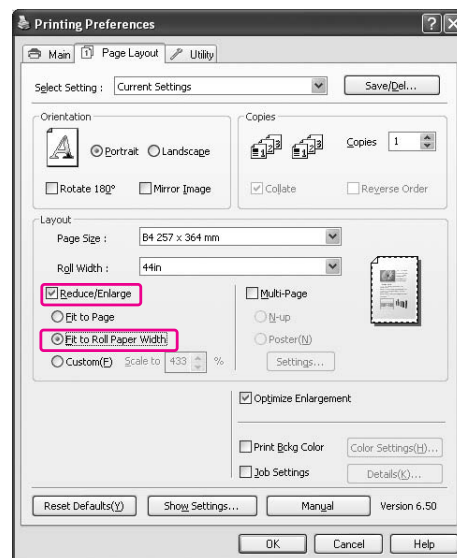 Printing Preferences
Main Page Layout Utility
Select Setting : Current Settings Save/Del...
Orientation
A Portrait Landscape
Rotate 180° Mirror Image
Copies
Copies 1
Collate Reverse Order
Layout
Page Size : B4 257 x 364 mm
Roll Width : 44in
Reduce/Enlarge
Fit to Page
Fit to Roll Paper Width
Custom(F) Scale to 433 %
Multi-Page
N-up
Poster(N)
Settings...
Optimize Enlargement
Print Bckg Color Color Settings(H)...
Job Settings Details(K)...
Reset Defaults(Y) Show Settings... Manual Version 6.50
OK Cancel Help